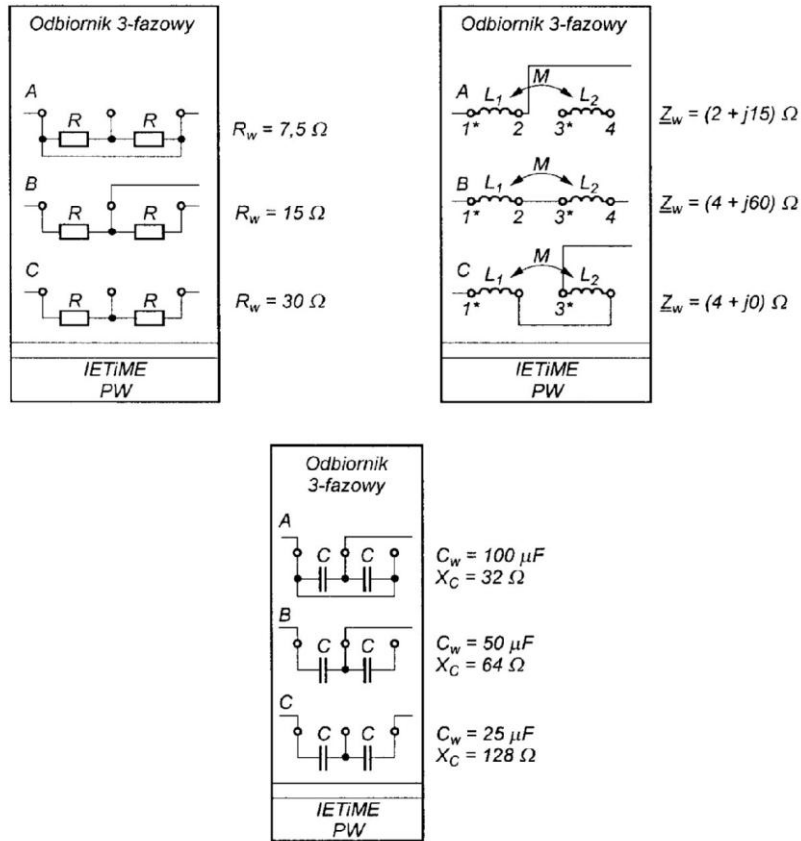 Odbiornik 3-fazowy
A
R R
R_w = 7,5 Ω
B
R R
R_w = 15 Ω
C
R R
R_w = 30 Ω
IETiME
PW
Odbiornik 3-fazowy
M
A L_1 L_2
1* 2 3* 4
Z_w = (2 + j15) Ω
M
B L_1 L_2
1* 2 3* 4
Z_w = (4 + j60) Ω
M
C L_1 L_2
1* 3*
Z_w = (4 + j0) Ω
IETiME
PW
Odbiornik
3-fazowy
A
C C
C_w = 100 μF
X_C = 32 Ω
B
C C
C_w = 50 μF
X_C = 64 Ω
C
C C
C_w = 25 μF
X_C = 128 Ω
IETiME
PW